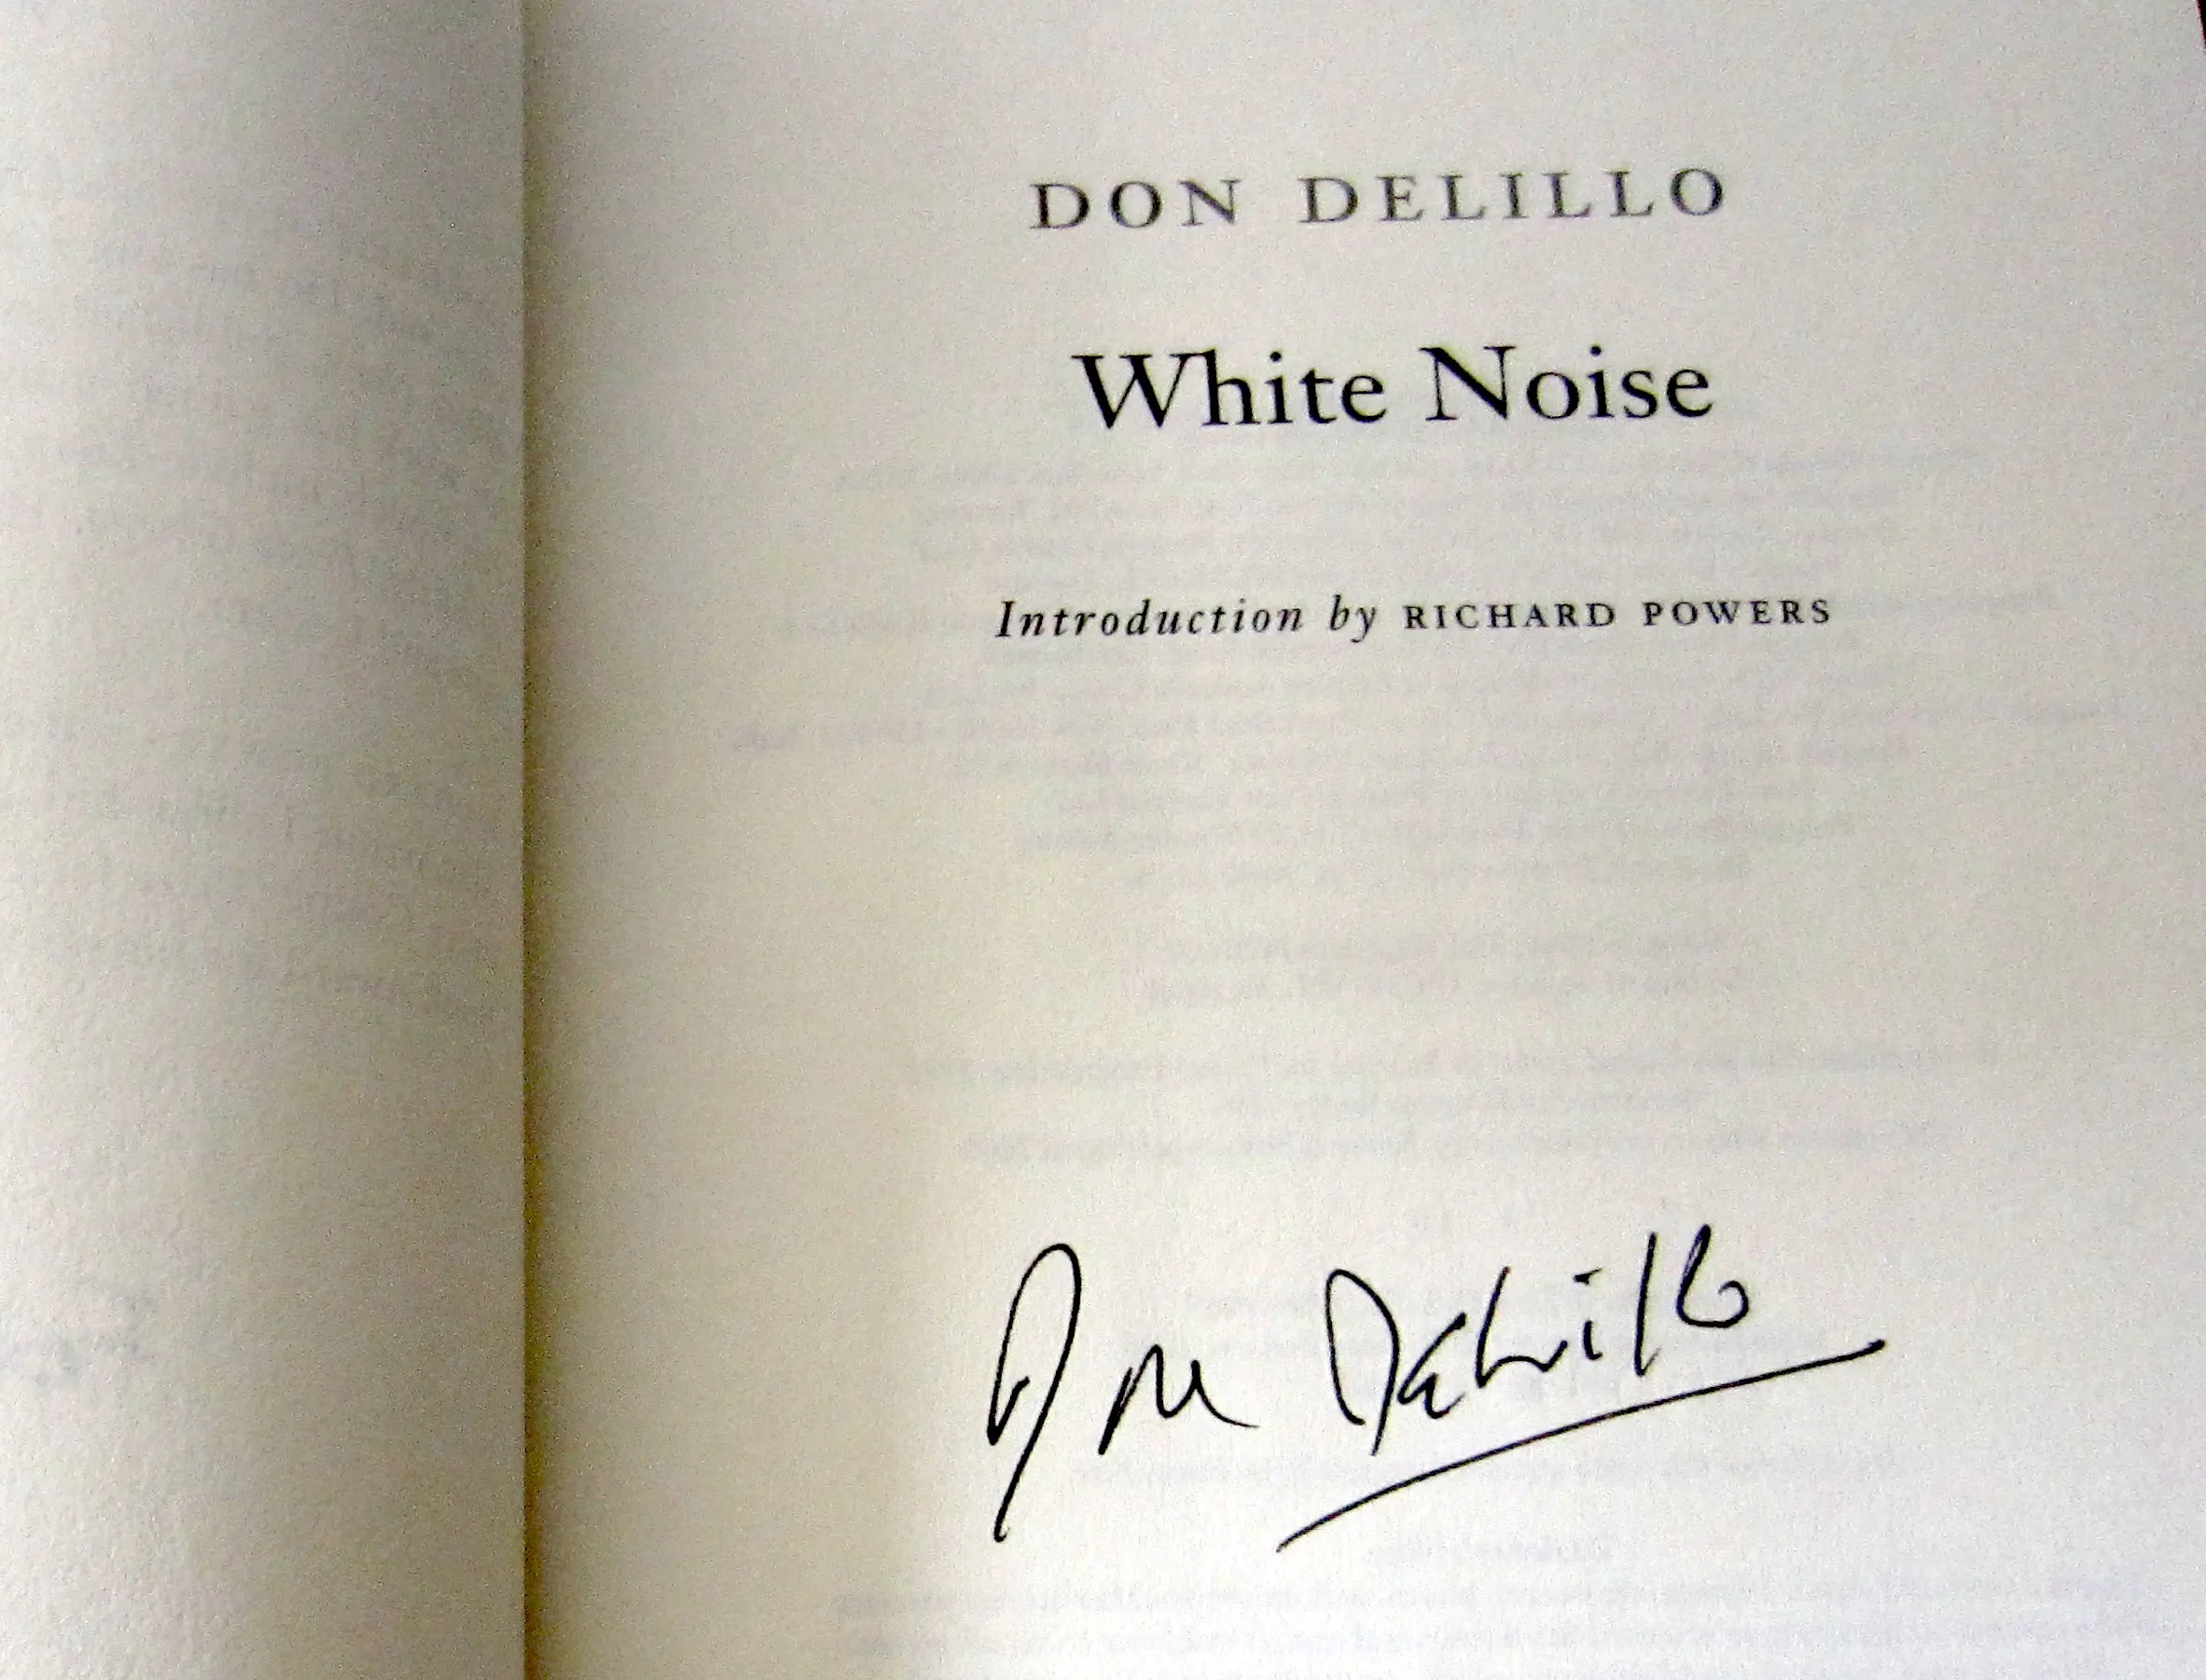 DON DELILLO
White Noise
Introduction by RICHARD POWERS
Don DeLillo